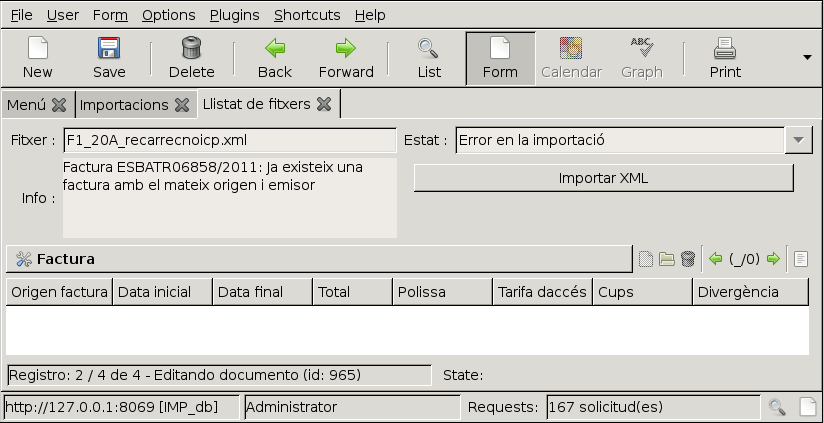 File User Form Options Plugins Shortcuts Help
New Save Delete Back Forward List Form Calendar Graph Print
ABC
Menú Importacions Llistat de fitxers
Fitxer : F1_20A_recarrecnoicp.xml Estat : Error en la importació
Info : Factura ESBATR06858/2011: Ja existeix una
factura amb el mateix origen i emisor
Importar XML
Factura (_/0)
Origen factura Data inicial Data final Total Polissa Tarifa daccés Cups Divergència
Registro: 2 / 4 de 4 - Editando documento (id: 965) State:
http://127.0.0.1:8069 [IMP_db] Administrator Requests: 167 solicitud(es)